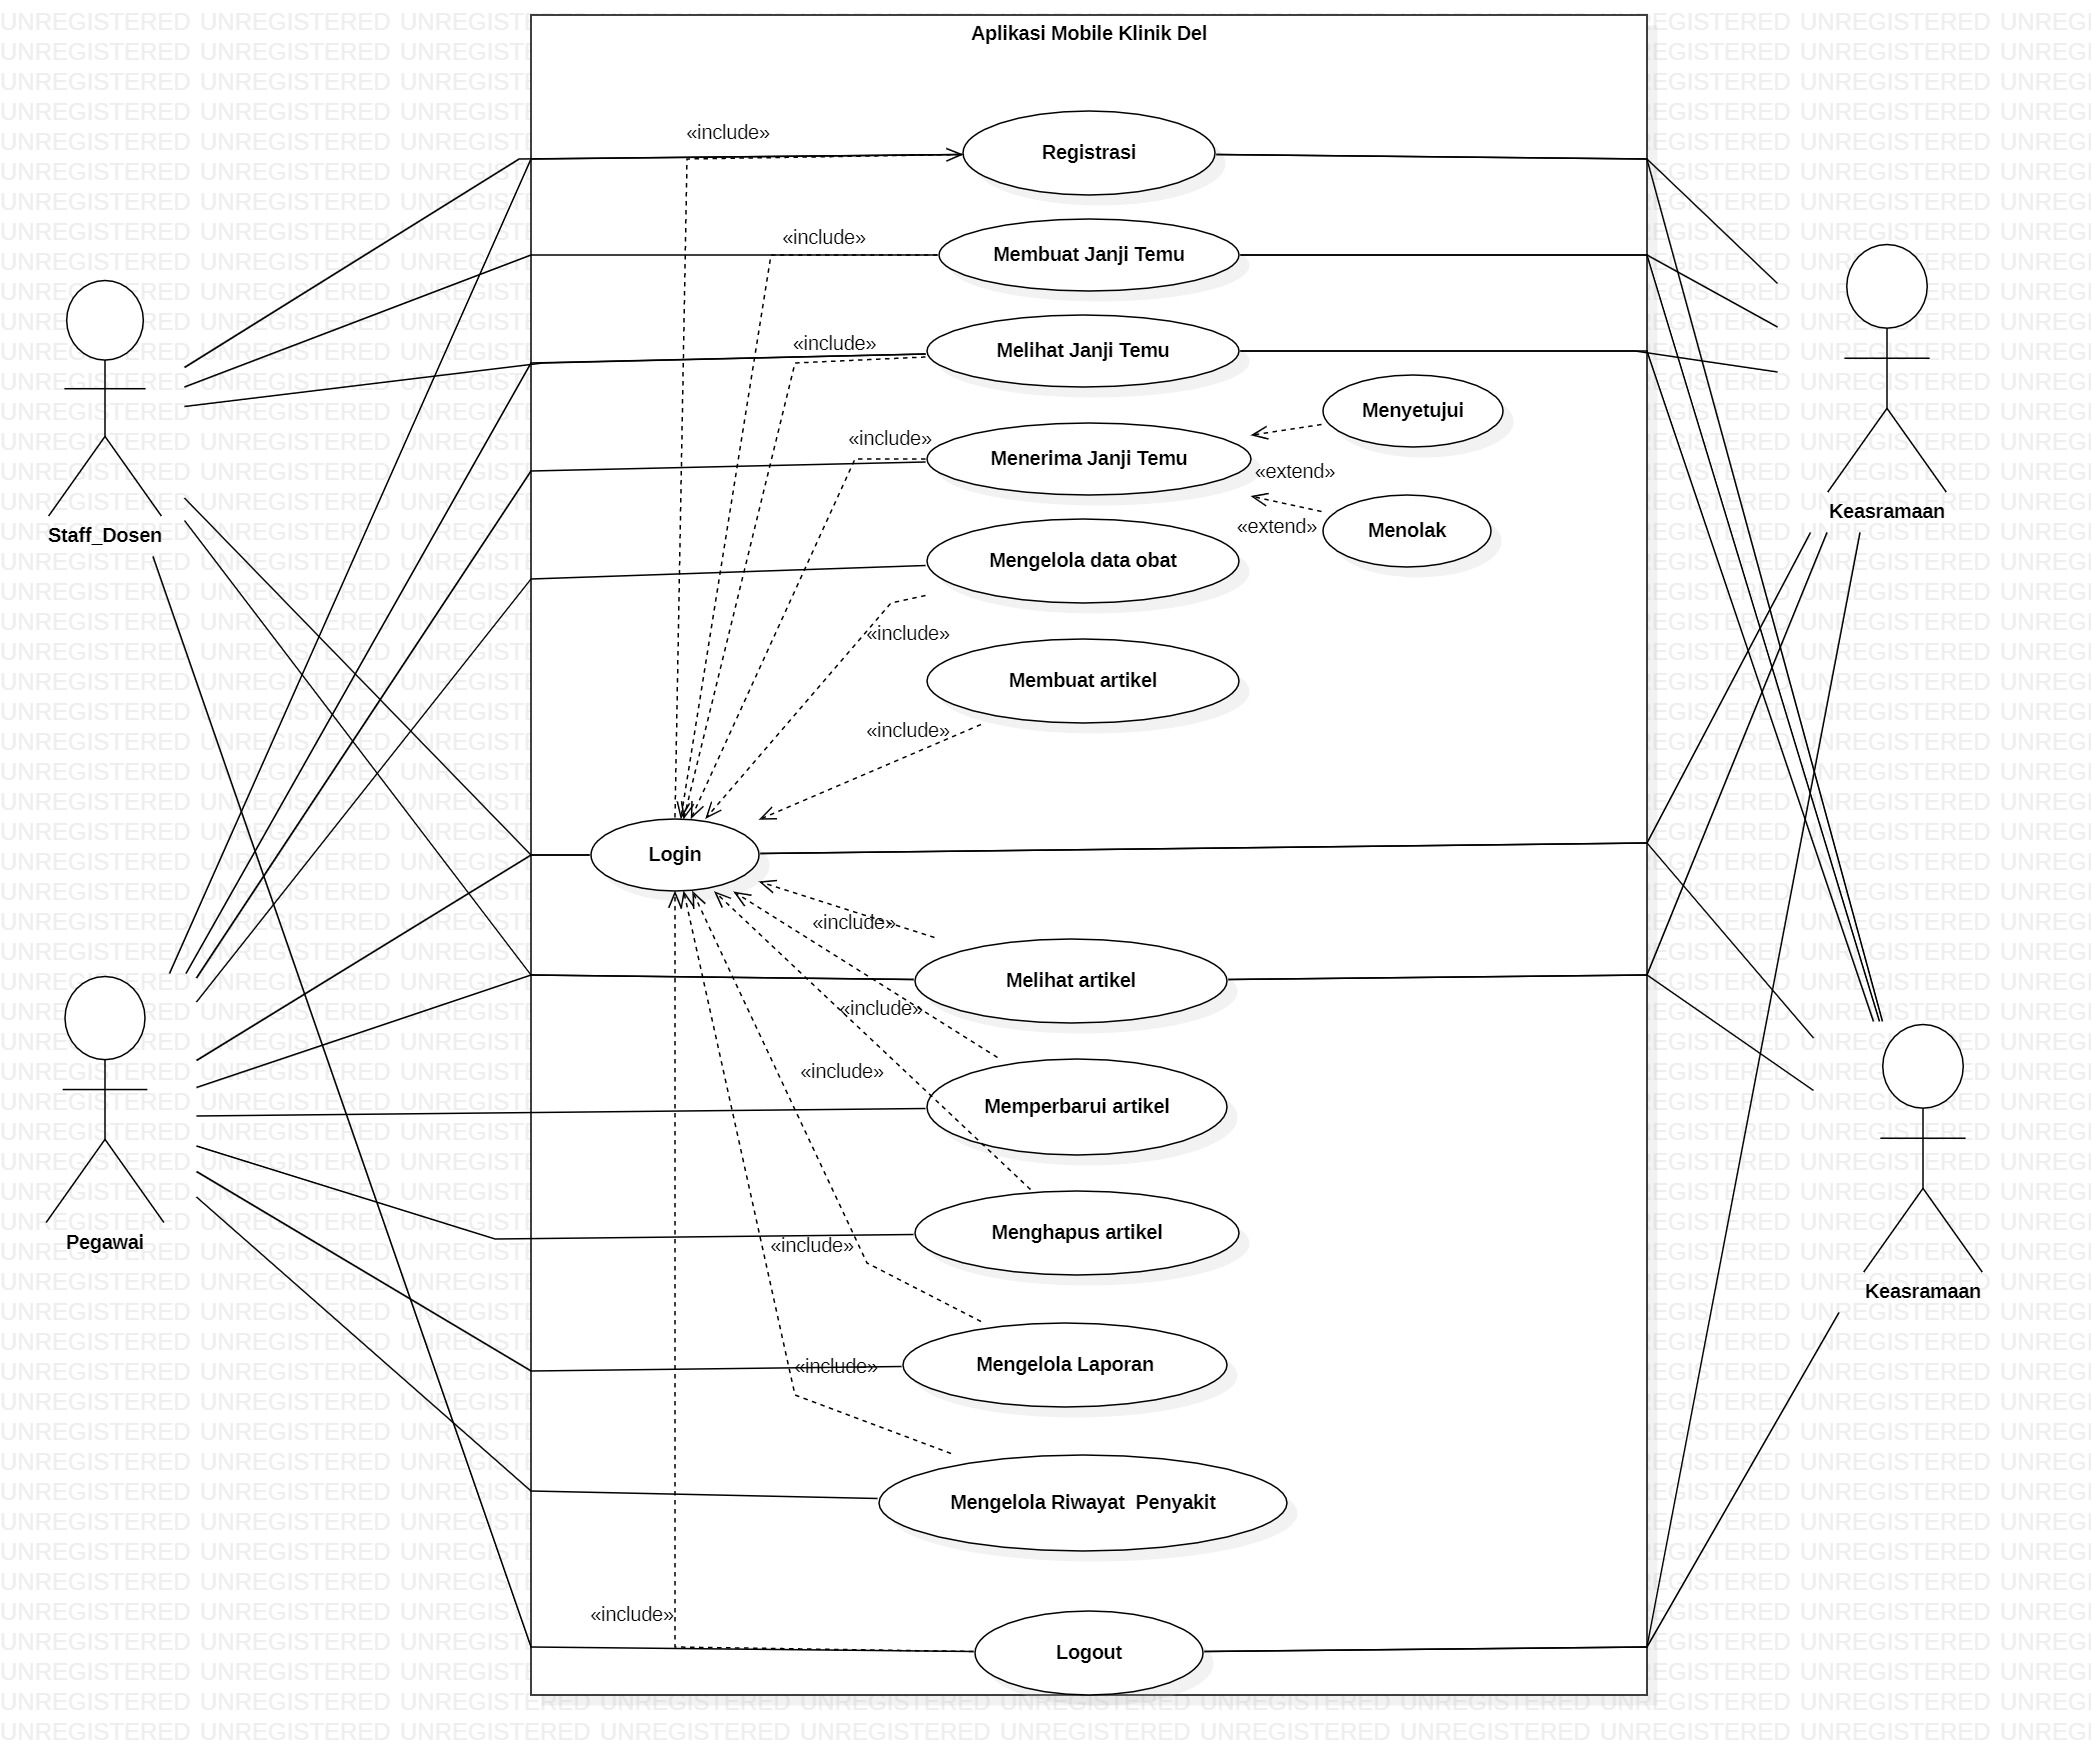 Aplikasi Mobile Klinik Del
«include»
Registrasi
«include»
Membuat Janji Temu
«include»
Melihat Janji Temu
Menyetujui
«include»
Menerima Janji Temu
«extend»
Keasramaan
Staff_Dosen
«extend»
Menolak
Mengelola data obat
«include»
Membuat artikel
«include»
Login
«include»
Melihat artikel
«include»
«include»
Memperbarui artikel
Menghapus artikel
Pegawai
«include»
Keasramaan
«include»
Mengelola Laporan
Mengelola Riwayat  Penyakit
«include»
Logout
UNREGISTERED